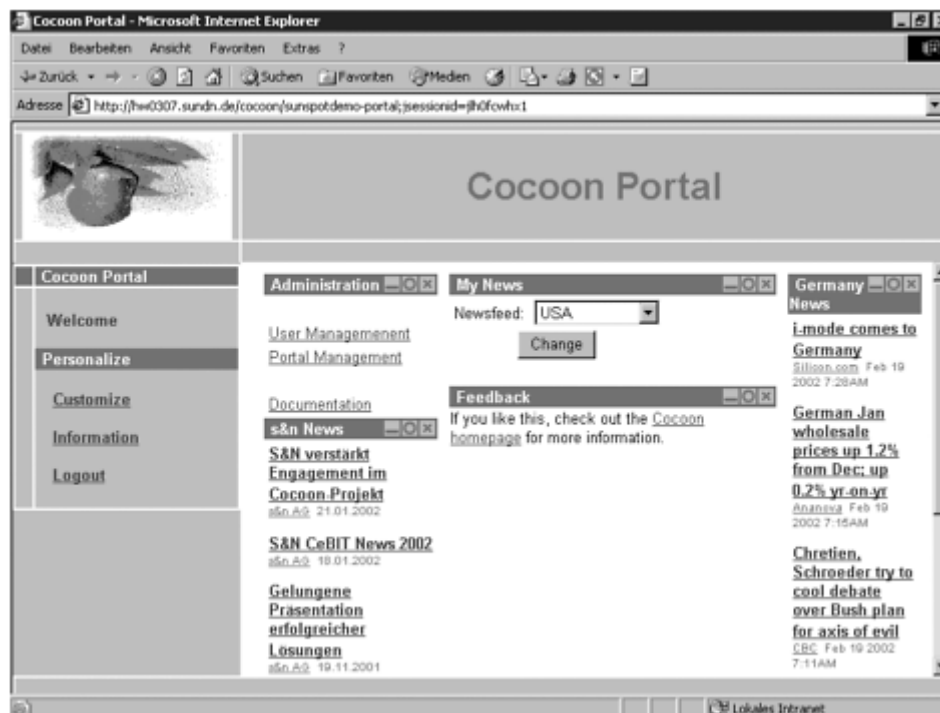 Cocoon Portal - Microsoft Internet Explorer
Datei Bearbeiten Ansicht Favoriten Extras ?
Zurück Suchen Favoriten Medien
Adresse http://hw0307.sundn.de/cocoon/sunspotdemo-portal;jsessionid=jlh0fcwhx1
Cocoon Portal
Cocoon Portal
Welcome
Personalize
Customize
Information
Logout
Administration
User Managemenent
Portal Management
Documentation
s&n News
S&N verstärkt
Engagement im
Cocoon-Projekt
s&n AG 21.01.2002
S&N CeBIT News 2002
s&n AG 18.01.2002
Gelungene
Präsentation
erfolgreicher
Lösungen
s&n AG 19.11.2001
My News
Newsfeed: USA
Change
Feedback
If you like this, check out the Cocoon
homepage for more information.
Germany
News
i-mode comes to
Germany
Silicon.com Feb 19
2002 7:28AM
German Jan
wholesale
prices up 1.2%
from Dec; up
0.2% yr-on-yr
Ananova Feb 19
2002 7:15AM
Chretien,
Schroeder try to
cool debate
over Bush plan
for axis of evil
CBC Feb 19 2002
7:11AM
Lokales Intranet